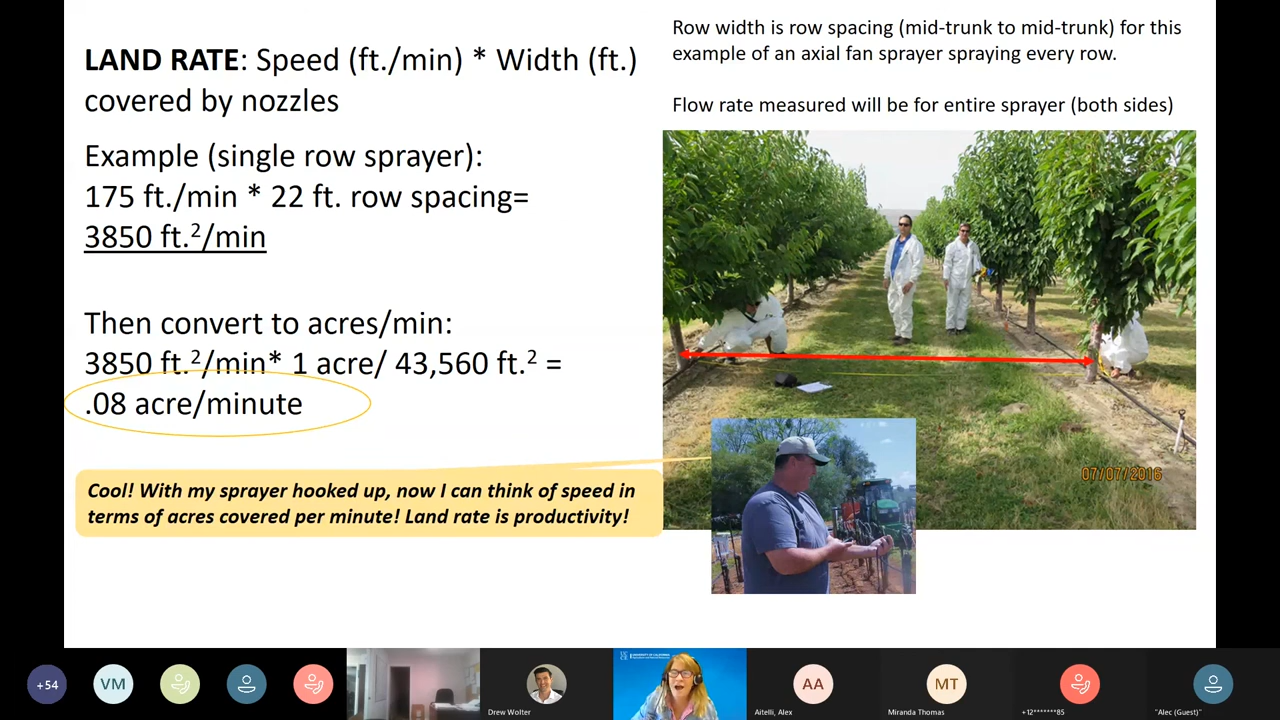 LAND RATE: Speed (ft./min) * Width (ft.)
covered by nozzles
Example (single row sprayer):
175 ft./min * 22 ft. row spacing=
3850 ft.²/min
Then convert to acres/min:
3850 ft.²/min* 1 acre/ 43,560 ft.² =
.08 acre/minute
Cool! With my sprayer hooked up, now I can think of speed in
terms of acres covered per minute! Land rate is productivity!
Row width is row spacing (mid-trunk to mid-trunk) for this
example of an axial fan sprayer spraying every row.
Flow rate measured will be for entire sprayer (both sides)
07/07/2016
+54
VM
Drew Wolter
UNIVERSITY OF CALIFORNIA
AA
Aitelli, Alex
MT
Miranda Thomas
+12*******85
"Alec (Guest)"